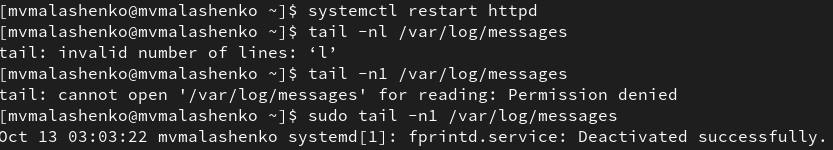 [mvmalashenko@mvmalashenko ~]$ systemctl restart httpd
[mvmalashenko@mvmalashenko ~]$ tail -nl /var/log/messages
tail: invalid number of lines: ‘l’
[mvmalashenko@mvmalashenko ~]$ tail -n1 /var/log/messages
tail: cannot open '/var/log/messages' for reading: Permission denied
[mvmalashenko@mvmalashenko ~]$ sudo tail -n1 /var/log/messages
Oct 13 03:03:22 mvmalashenko systemd[1]: fprintd.service: Deactivated successfully.